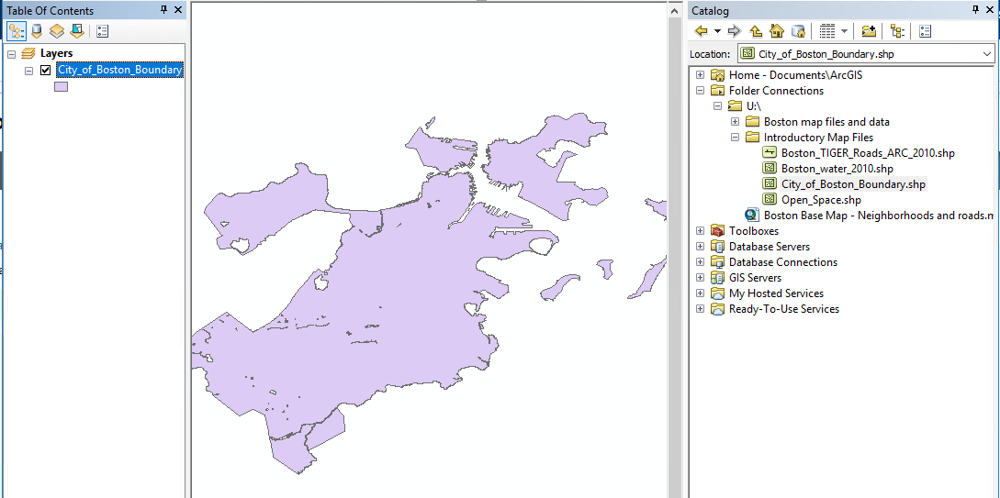 Table Of Contents
Layers
City_of_Boston_Boundary
Catalog
Location: City_of_Boston_Boundary.shp
Home - Documents\ArcGIS
Folder Connections
U:\
Boston map files and data
Introductory Map Files
Boston_TIGER_Roads_ARC_2010.shp
Boston_water_2010.shp
City_of_Boston_Boundary.shp
Open_Space.shp
Boston Base Map - Neighborhoods and roads.m
Toolboxes
Database Servers
Database Connections
GIS Servers
My Hosted Services
Ready-To-Use Services